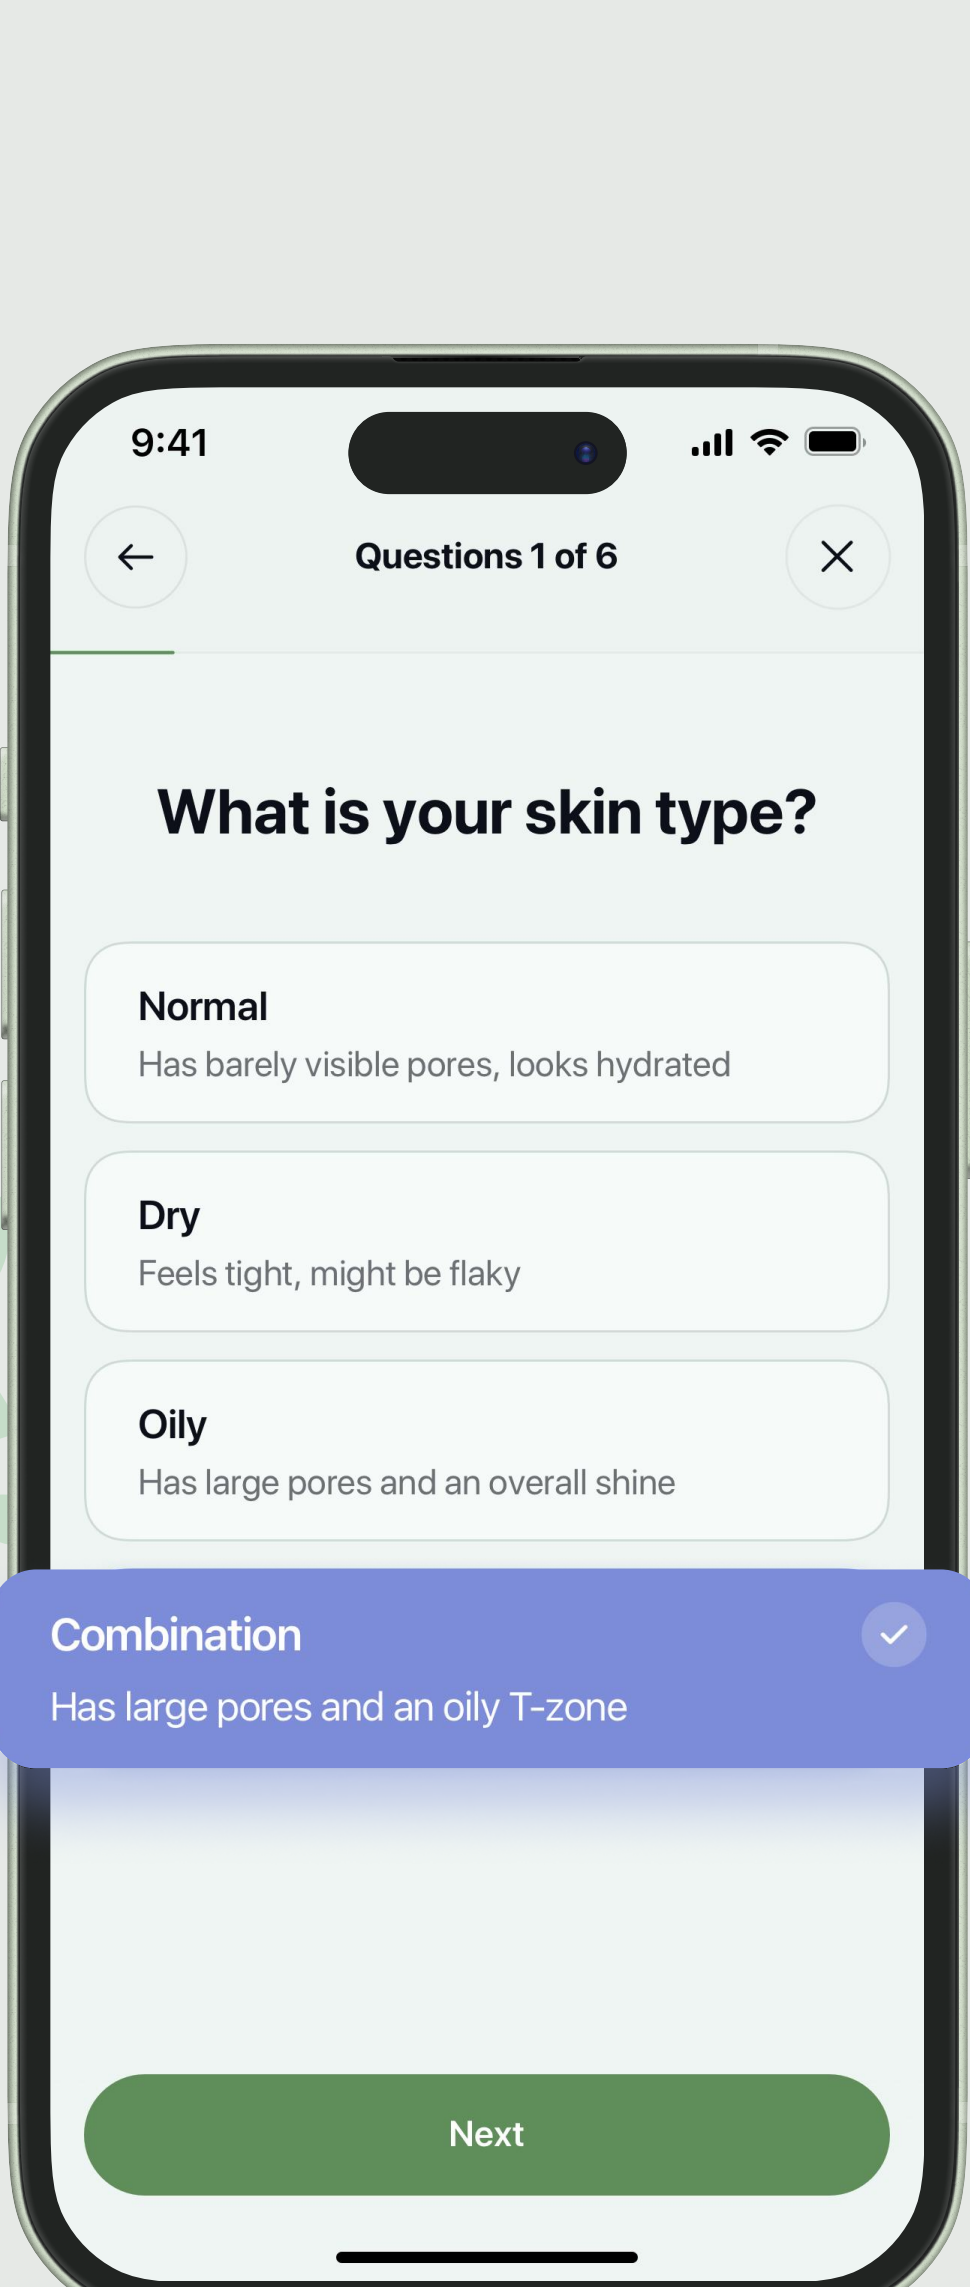 9:41
Questions 1 of 6
What is your skin type?
Normal
Has barely visible pores, looks hydrated
Dry
Feels tight, might be flaky
Oily
Has large pores and an overall shine
Combination
Has large pores and an oily T-zone
Next